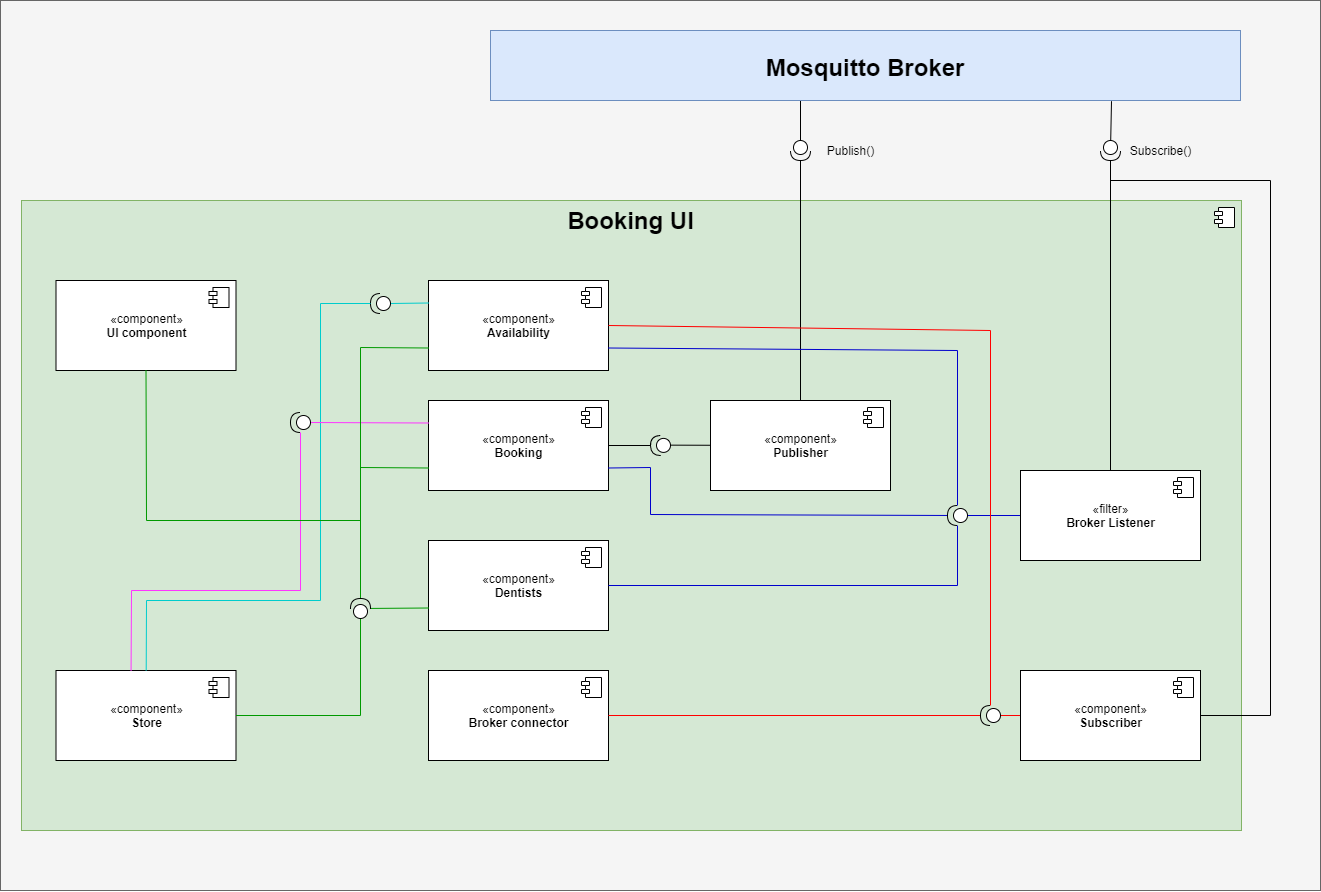 Mosquitto Broker
Publish()
Subscribe()
Booking UI
«component»
UI component
«component»
Availability
«component»
Booking
«component»
Publisher
«filter»
Broker Listener
«component»
Dentists
«component»
Store
«component»
Broker connector
«component»
Subscriber